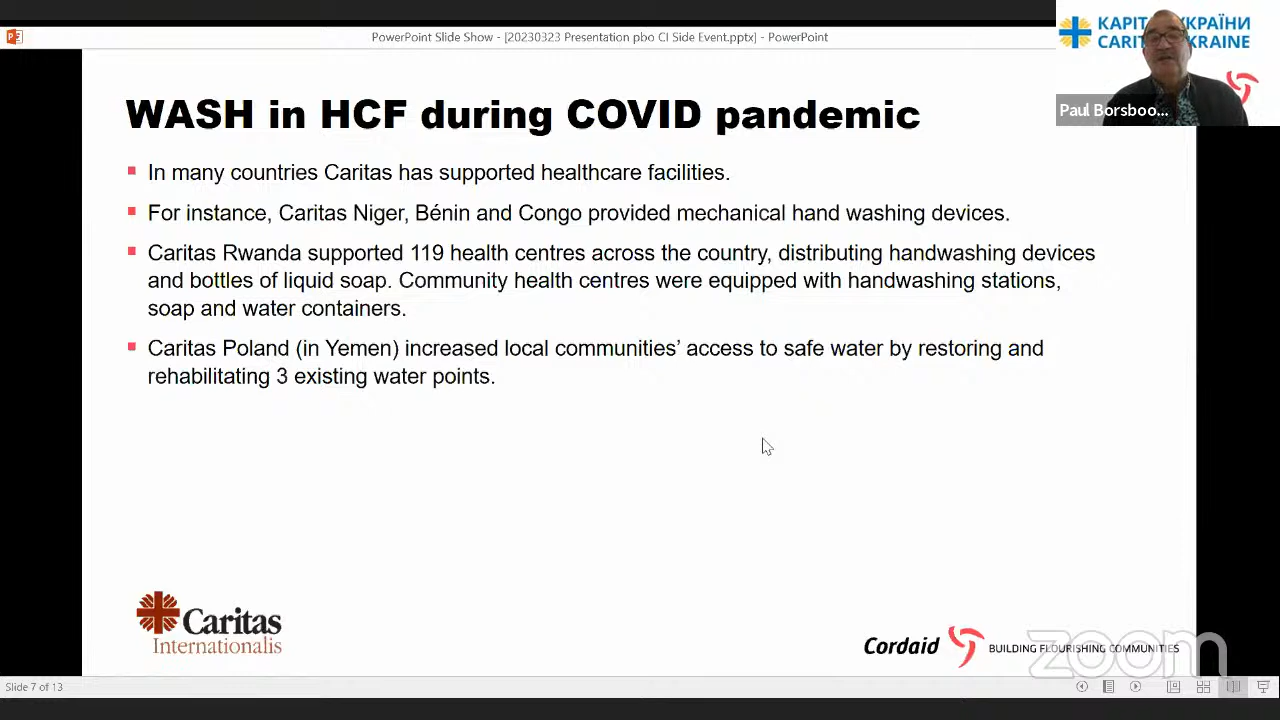 PowerPoint Slide Show - [20230323 Presentation pbo CI Side Event.pptx] - PowerPoint
WASH in HCF during COVID pandemic
In many countries Caritas has supported healthcare facilities.
For instance, Caritas Niger, Bénin and Congo provided mechanical hand washing devices.
Caritas Rwanda supported 119 health centres across the country, distributing handwashing devices
and bottles of liquid soap. Community health centres were equipped with handwashing stations,
soap and water containers.
Caritas Poland (in Yemen) increased local communities’ access to safe water by restoring and
rehabilitating 3 existing water points.
Caritas
Internationalis
Cordaid
BUILDING FLOURISHING COMMUNITIES
zoom
Slide 7 of 13
Paul Borsboo...